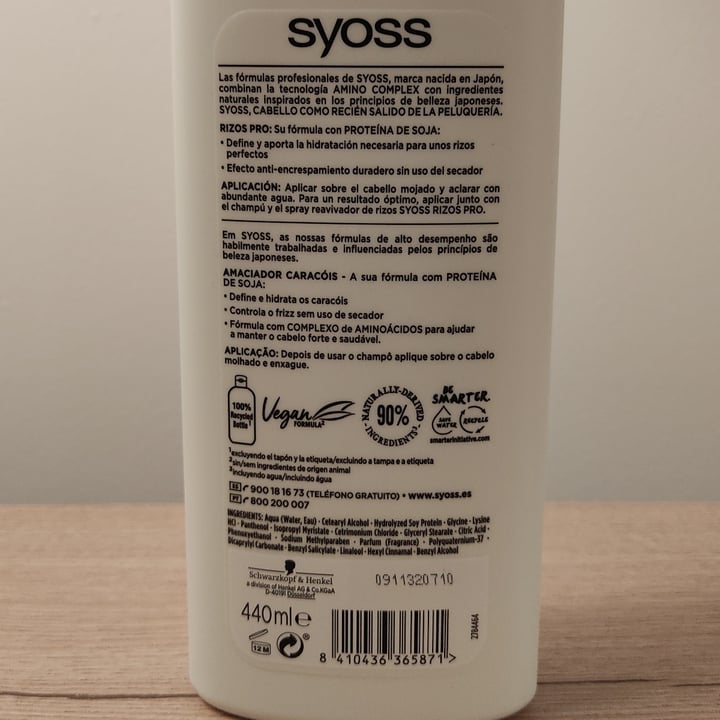 syoss
Las fórmulas profesionales de SYOSS, marca nacida en Japón,
combinan la tecnología AMINO COMPLEX con ingredientes
naturales inspirados en los principios de belleza japoneses.
SYOSS, CABELLO COMO RECIÉN SALIDO DE LA PELUQUERÍA.
RIZOS PRO: Su fórmula con PROTEÍNA DE SOJA:
• Define y aporta la hidratación necesaria para unos rizos
perfectos
• Efecto anti-encrespamiento duradero sin uso del secador
APLICACIÓN: Aplicar sobre el cabello mojado y aclarar con
abundante agua. Para un resultado óptimo, aplicar junto con
el champú y el spray reavivador de rizos SYOSS RIZOS PRO.
Em SYOSS, as nossas fórmulas de alto desempenho são
habilmente trabalhadas e influenciadas pelos princípios de
beleza japoneses.
AMACIADOR CARACÓIS - A sua fórmula com PROTEÍNA
DE SOJA:
• Define e hidrata os caracóis
• Controla o frizz sem uso de secador
• Fórmula com COMPLEXO de AMINOÁCIDOS para ajudar
a manter o cabelo forte e saudável.
APLICAÇÃO: Depois de usar o champô aplique sobre o cabelo
molhado e enxague.
100%
Recycled
Bottle¹
Vegan
FORMULA²
NATURALLY-DERIVED
90%
INGREDIENTS³
BE
SMARTER.
SAVE
WATER
RECYCLE
smarterinitiative.com
¹excluyendo el tapón y la etiqueta/excluindo a tampa e a etiqueta
²sin/sem ingredientes de origen animal
³incluyendo agua/incluindo água
ES 900 18 16 73 (TELÉFONO GRATUITO) • www.syoss.es
PT 800 200 007
INGREDIENTS: Aqua (Water, Eau) · Cetearyl Alcohol · Hydrolyzed Soy Protein · Glycine · Lysine
HCl · Panthenol · Isopropyl Myristate · Cetrimonium Chloride · Glyceryl Stearate · Citric Acid ·
Phenoxyethanol · Sodium Methylparaben · Parfum (Fragrance) · Polyquaternium-37 ·
Dicaprylyl Carbonate · Benzyl Salicylate · Linalool · Hexyl Cinnamal · Benzyl Alcohol
Schwarzkopf & Henkel
a division of Henkel AG & Co.KGaA
D-40191 Düsseldorf
0911320710
440 ml e
12 M
8 410436 365871 >
2784464